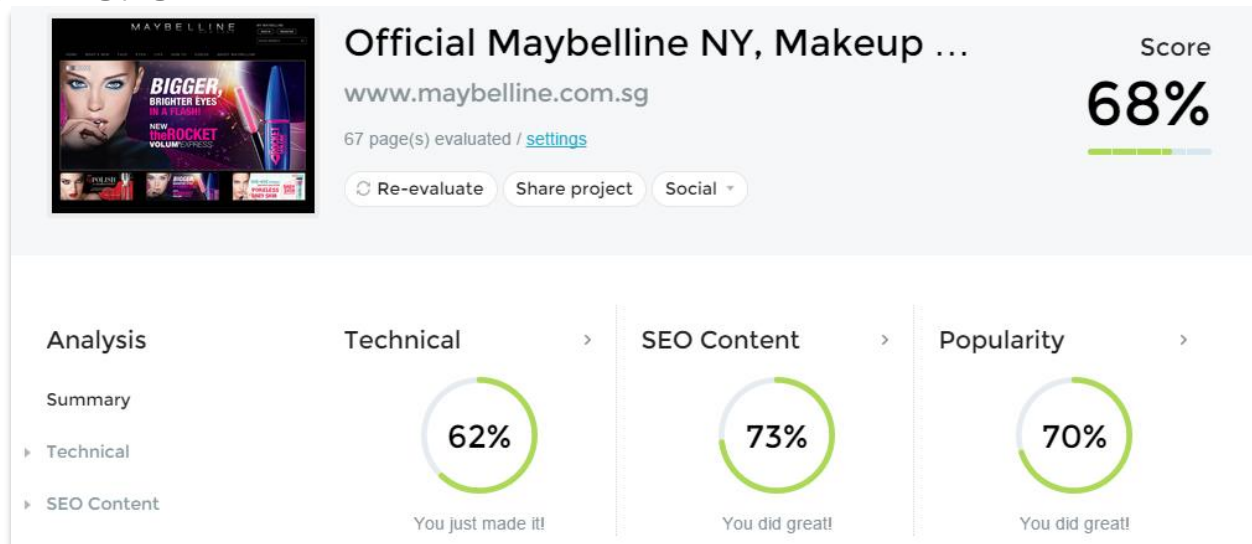 MAYBELLINE
BIGGER,
BRIGHTER EYES
IN A FLASH!
NEW
theROCKET
VOLUM'EXPRESS
POLISH
BIGGER
Official Maybelline NY, Makeup ...
www.maybelline.com.sg
67 page(s) evaluated / settings
Re-evaluate
Share project
Social
Score
68%
Analysis
Summary
Technical
SEO Content
Technical
62%
You just made it!
SEO Content
73%
You did great!
Popularity
70%
You did great!